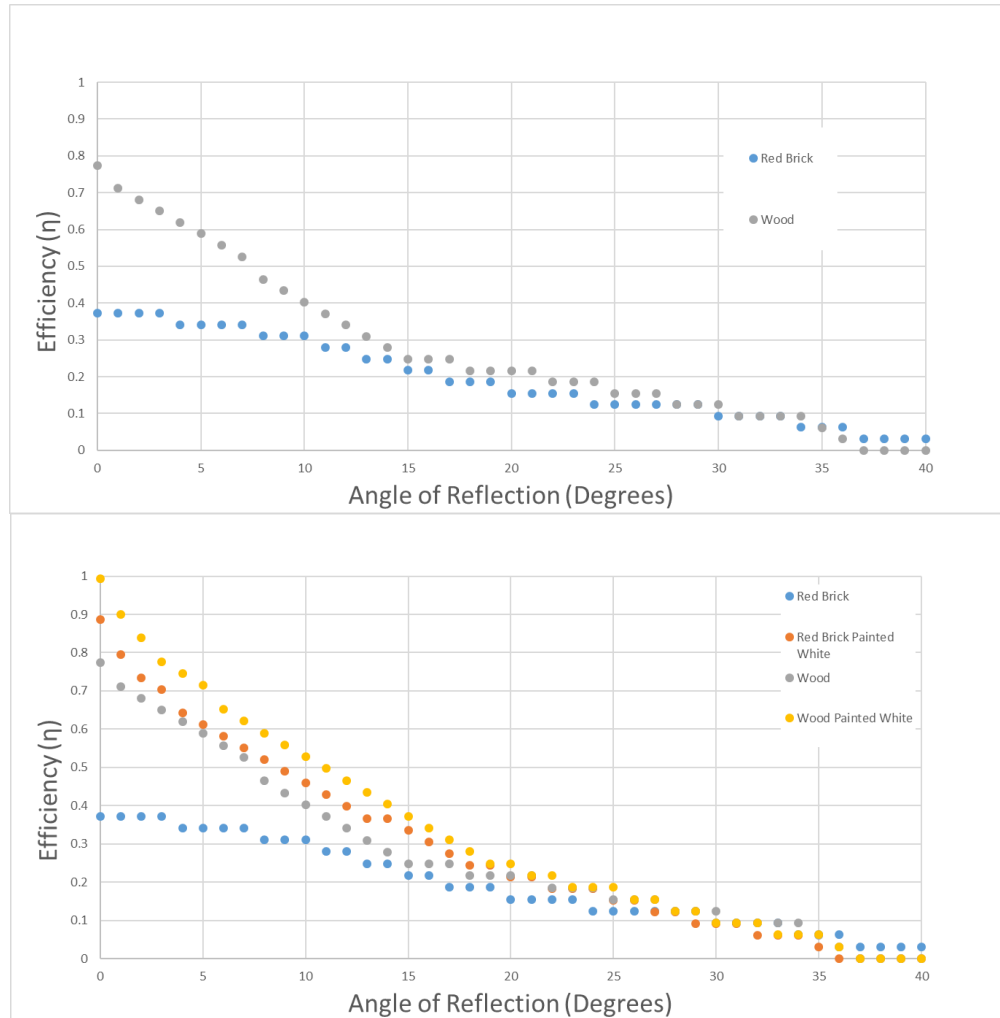 1
0.9
0.8
0.7
0.6
0.5
0.4
0.3
0.2
0.1
0
Efficiency (η)
Red Brick
Wood
0 5 10 15 20 25 30 35 40
Angle of Reflection (Degrees)
1
0.9
0.8
0.7
0.6
0.5
0.4
0.3
0.2
0.1
0
Efficiency (η)
Red Brick
Red Brick Painted
White
Wood
Wood Painted White
0 5 10 15 20 25 30 35 40
Angle of Reflection (Degrees)